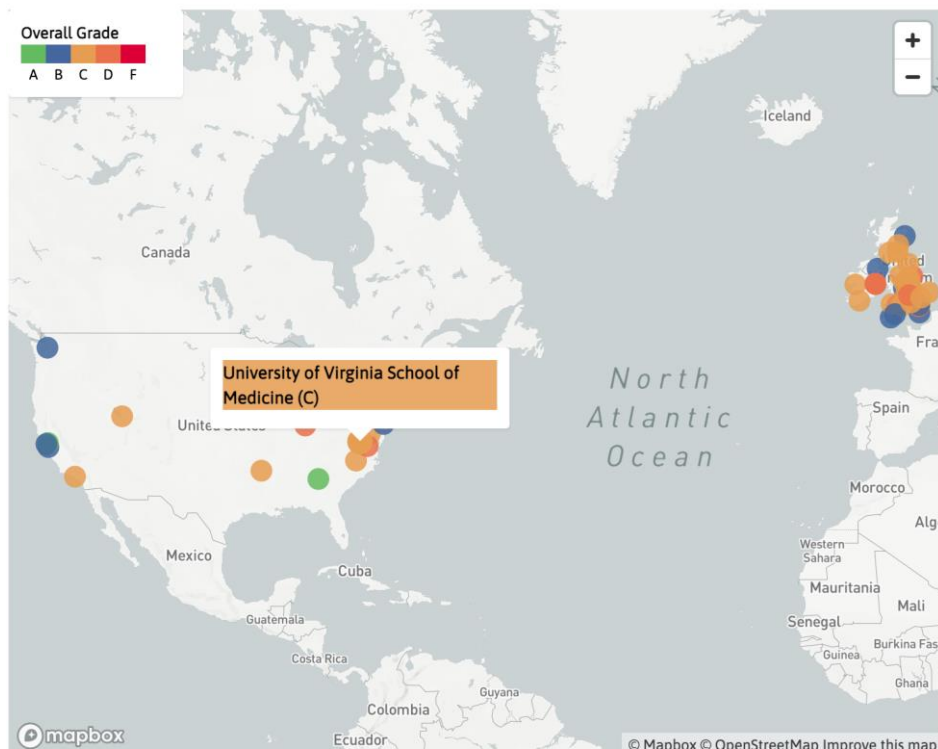 Overall Grade
A B C D F
+
−
Iceland
Canada
University of Virginia School of
Medicine (C)
North
Atlantic
Ocean
Spain
Morocco
Western
Sahara
Mexico
Cuba
Mauritania
Mali
Guatemala
Senegal
Burkina Fas
Costa Rica
Guinea
Ghana
Guyana
Colombia
Ecuador
Fra
Alg
mapbox
© Mapbox © OpenStreetMap Improve this map